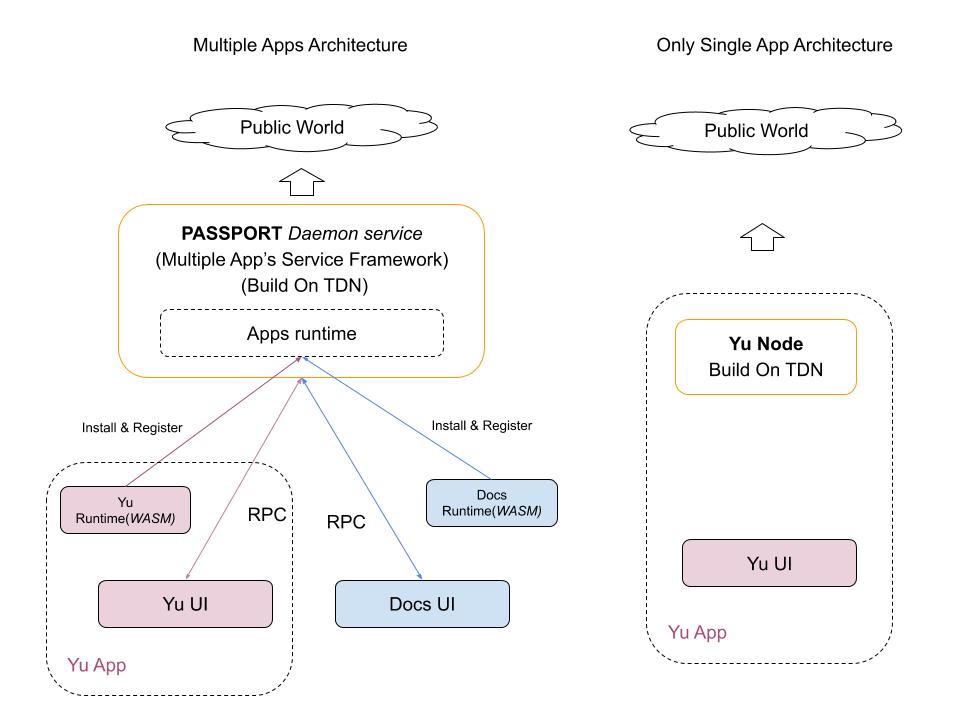 Multiple Apps Architecture
Public World
PASSPORT Daemon service
(Multiple App's Service Framework)
(Build On TDN)
Apps runtime
Install & Register
Install & Register
Yu
Runtime(WASM)
Docs
Runtime(WASM)
RPC
RPC
Yu UI
Docs UI
Yu App
Only Single App Architecture
Public World
Yu Node
Build On TDN
Yu UI
Yu App